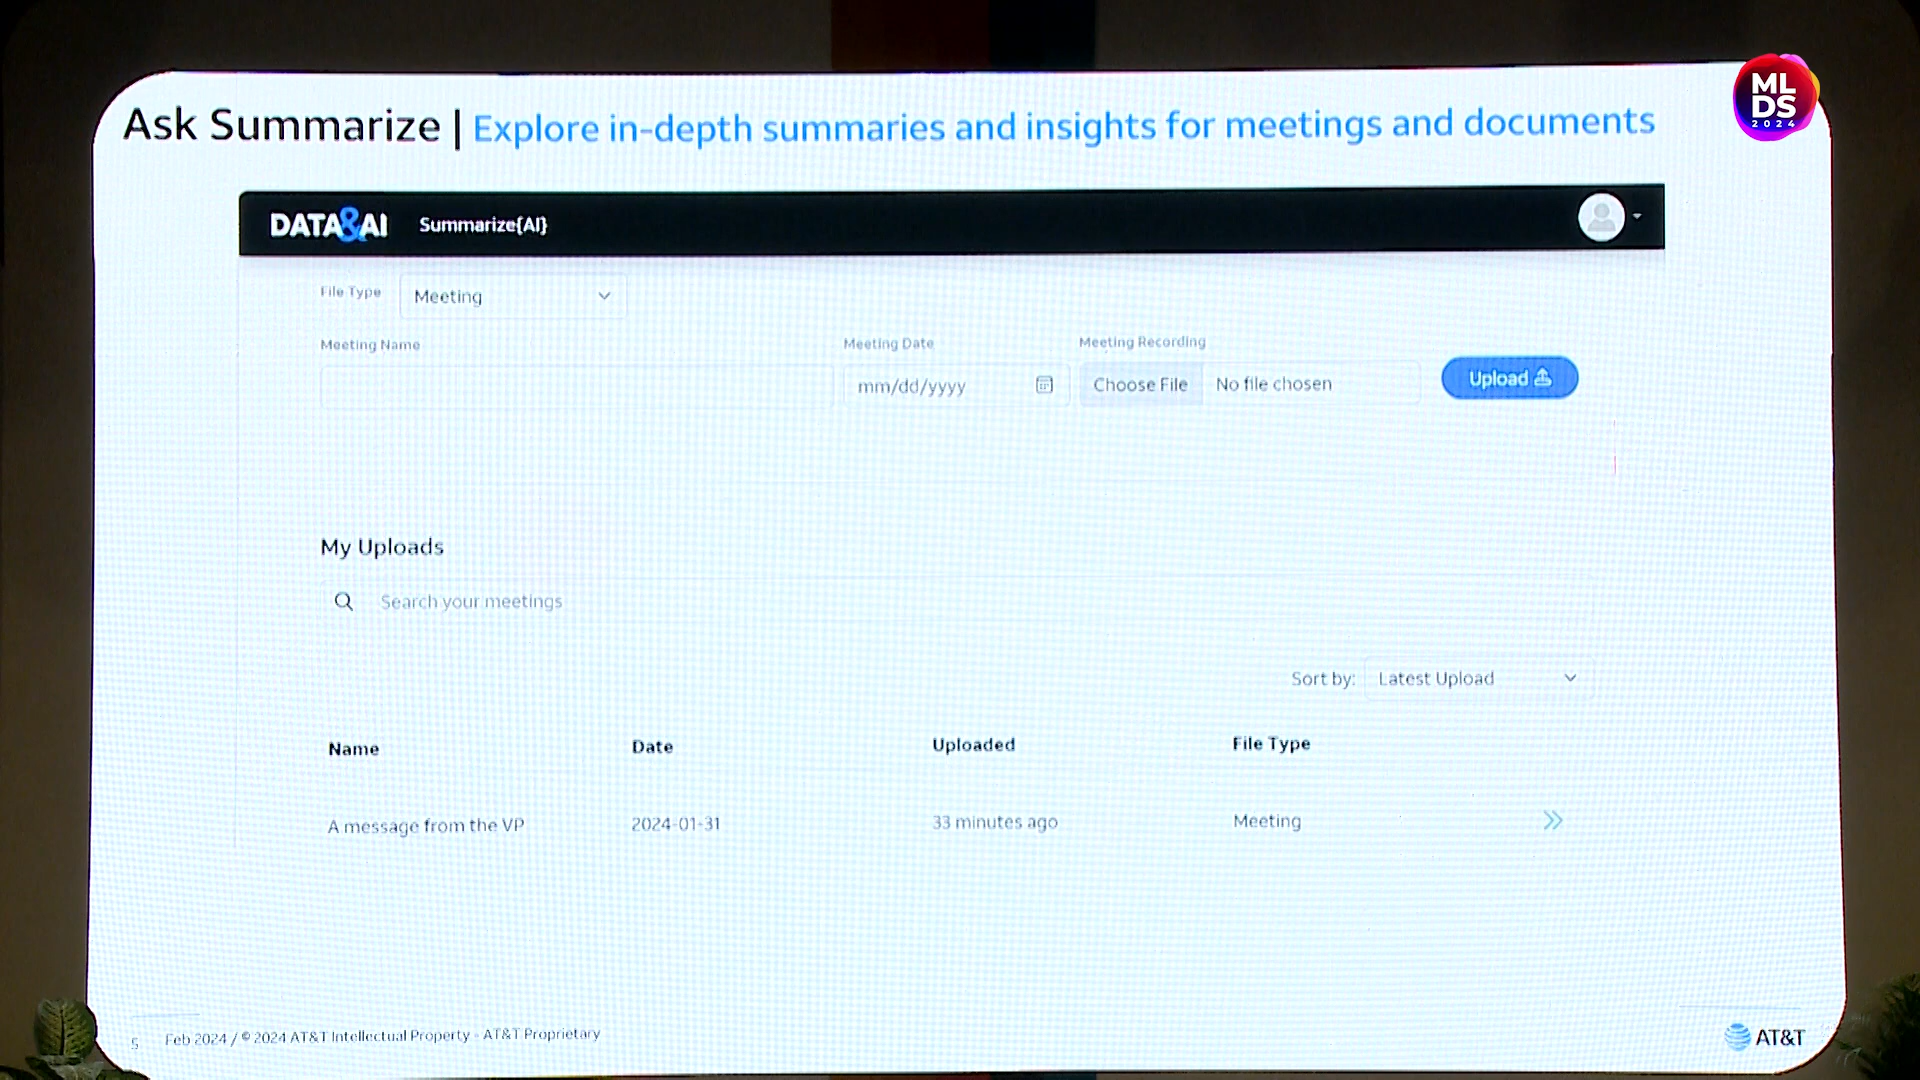 ML
DS
2024
Ask Summarize | Explore in-depth summaries and insights for meetings and documents
DATA&AI Summarize{AI}
File Type Meeting
Meeting Name Meeting Date Meeting Recording
mm/dd/yyyy Choose File No file chosen Upload
My Uploads
Search your meetings
Sort by: Latest Upload
Name Date Uploaded File Type
A message from the VP 2024-01-31 33 minutes ago Meeting
5 Feb 2024 / © 2024 AT&T Intellectual Property - AT&T Proprietary
AT&T